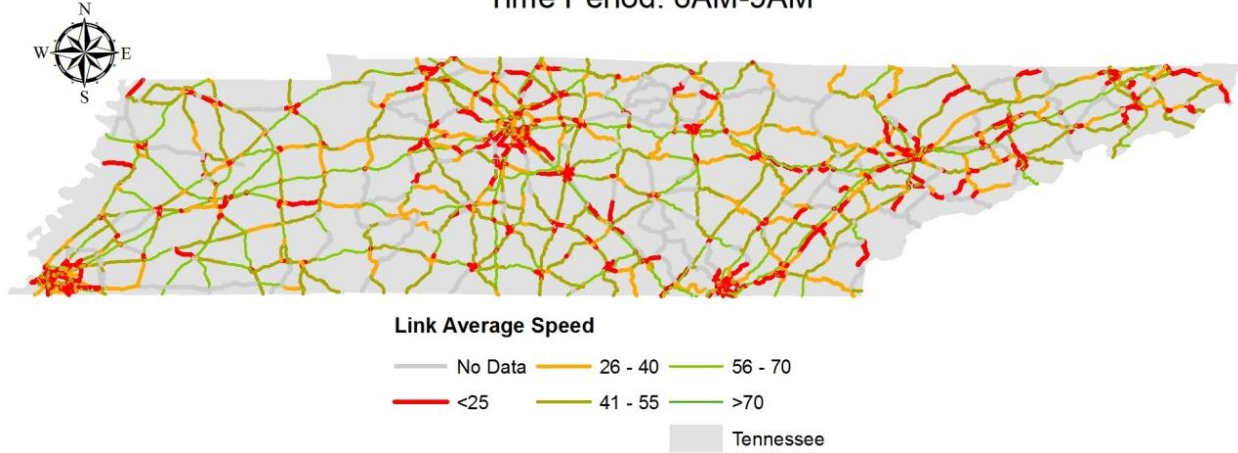 Time Period: 6AM-9AM
N
W E
S
Link Average Speed
No Data 26 - 40 56 - 70
<25 41 - 55 >70
Tennessee